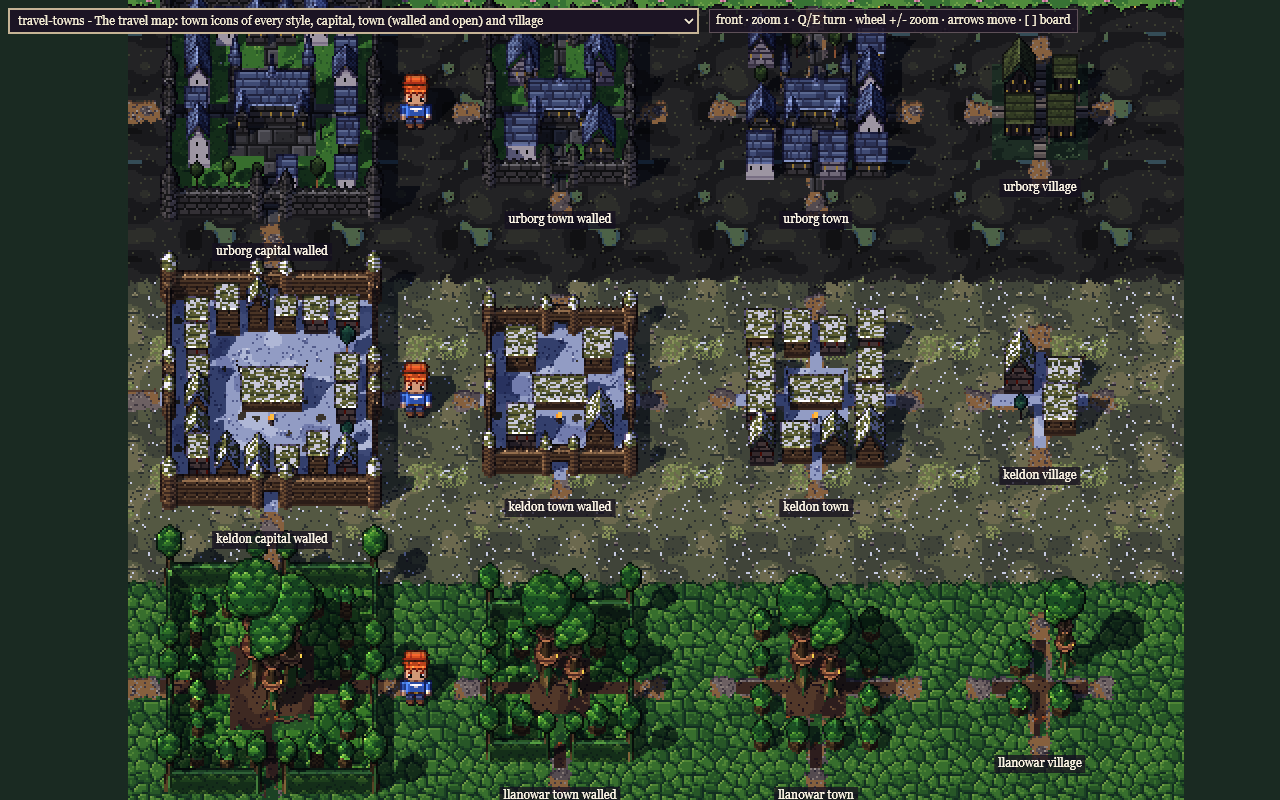 travel-towns - The travel map: town icons of every style, capital, town (walled and open) and village
front · zoom 1 · Q/E turn · wheel +/- zoom · arrows move · [ ] board
urborg village
urborg town walled
urborg town
urborg capital walled
keldon village
keldon town walled
keldon town
keldon capital walled
llanowar village
llanowar town walled
llanowar town